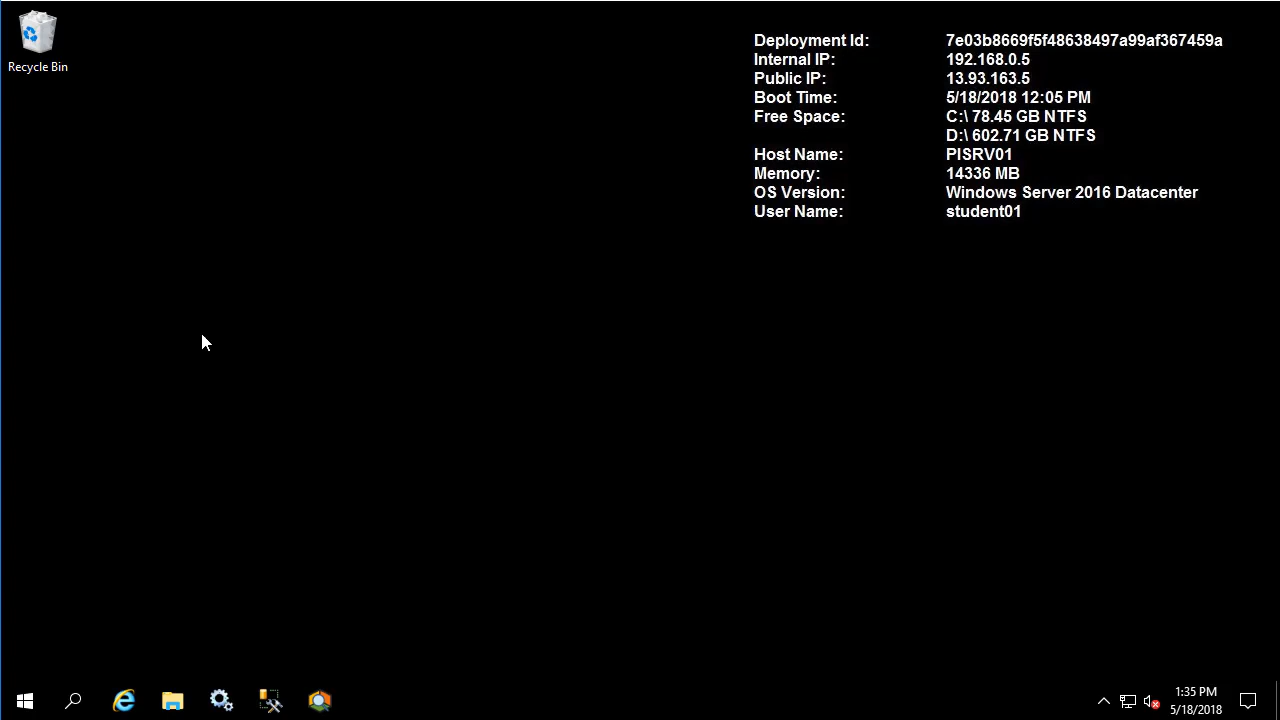 Recycle Bin
Deployment Id: 7e03b8669f5f48638497a99af367459a
Internal IP: 192.168.0.5
Public IP: 13.93.163.5
Boot Time: 5/18/2018 12:05 PM
Free Space: C:\ 78.45 GB NTFS
D:\ 602.71 GB NTFS
Host Name: PISRV01
Memory: 14336 MB
OS Version: Windows Server 2016 Datacenter
User Name: student01
1:35 PM
5/18/2018